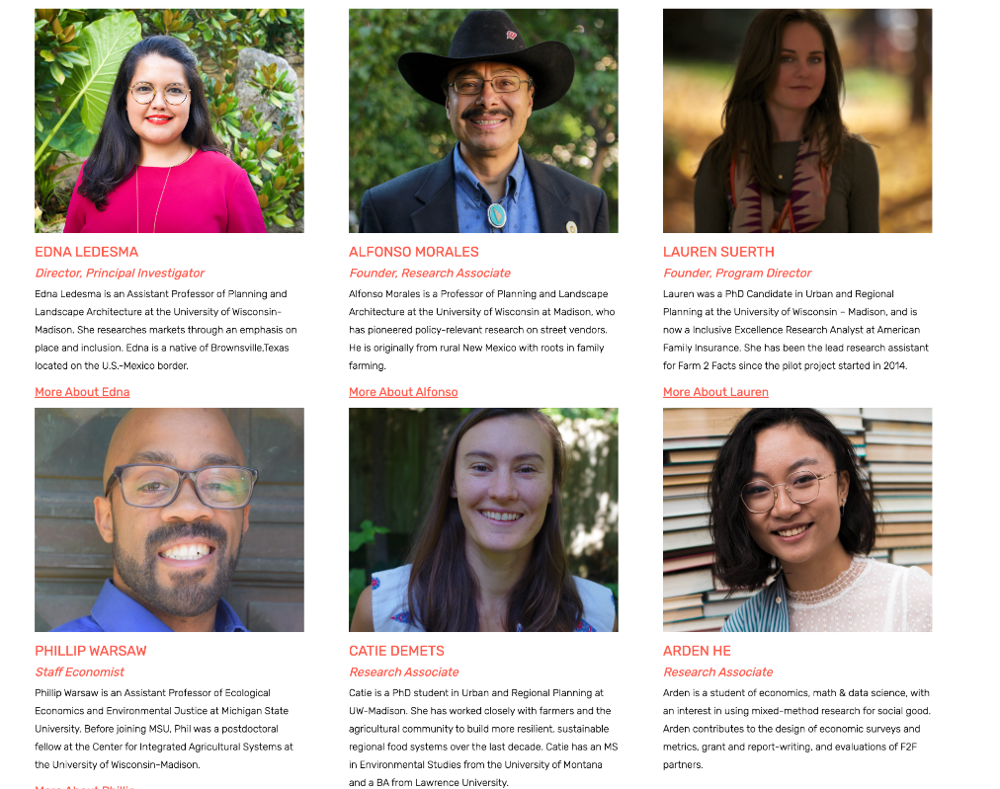 EDNA LEDESMA
Director, Principal Investigator
Edna Ledesma is an Assistant Professor of Planning and
Landscape Architecture at the University of Wisconsin-
Madison. She researches markets through an emphasis on
place and inclusion. Edna is a native of Brownsville,Texas
located on the U.S.-Mexico border.
More About Edna
ALFONSO MORALES
Founder, Research Associate
Alfonso Morales is a Professor of Planning and Landscape
Architecture at the University of Wisconsin at Madison, who
has pioneered policy-relevant research on street vendors.
He is originally from rural New Mexico with roots in family
farming.
More About Alfonso
LAUREN SUERTH
Founder, Program Director
Lauren was a PhD Candidate in Urban and Regional
Planning at the University of Wisconsin – Madison, and is
now a Inclusive Excellence Research Analyst at American
Family Insurance. She has been the lead research assistant
for Farm 2 Facts since the pilot project started in 2014.
More About Lauren
PHILLIP WARSAW
Staff Economist
Phillip Warsaw is an Assistant Professor of Ecological
Economics and Environmental Justice at Michigan State
University. Before joining MSU, Phil was a postdoctoral
fellow at the Center for Integrated Agricultural Systems at
the University of Wisconsin-Madison.
More About Phillip
CATIE DEMETS
Research Associate
Catie is a PhD student in Urban and Regional Planning at
UW-Madison. She has worked closely with farmers and the
agricultural community to build more resilient, sustainable
regional food systems over the last decade. Catie has an MS
in Environmental Studies from the University of Montana
and a BA from Lawrence University.
ARDEN HE
Research Associate
Arden is a student of economics, math & data science, with
an interest in using mixed-method research for social good.
Arden contributes to the design of economic surveys and
metrics, grant and report-writing, and evaluations of F2F
partners.